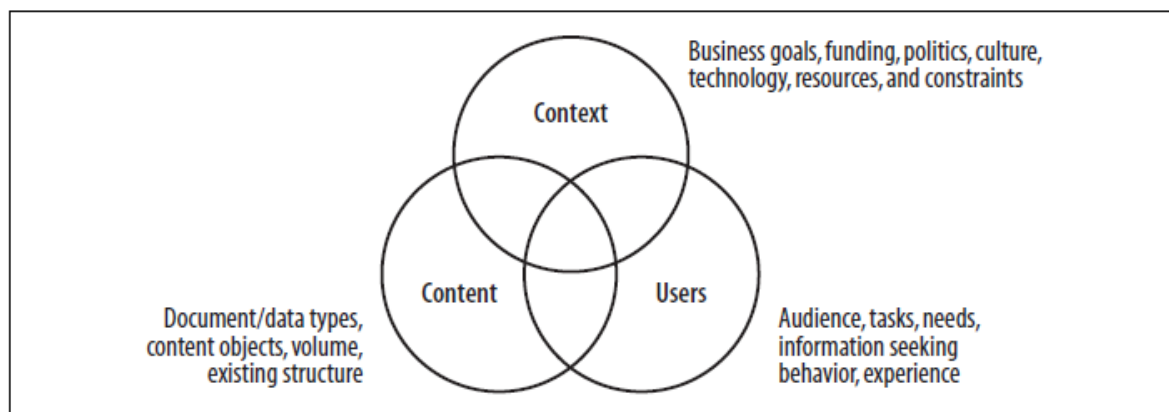 Business goals, funding, politics, culture,
technology, resources, and constraints
Context
Content
Users
Document/data types,
content objects, volume,
existing structure
Audience, tasks, needs,
information seeking
behavior, experience